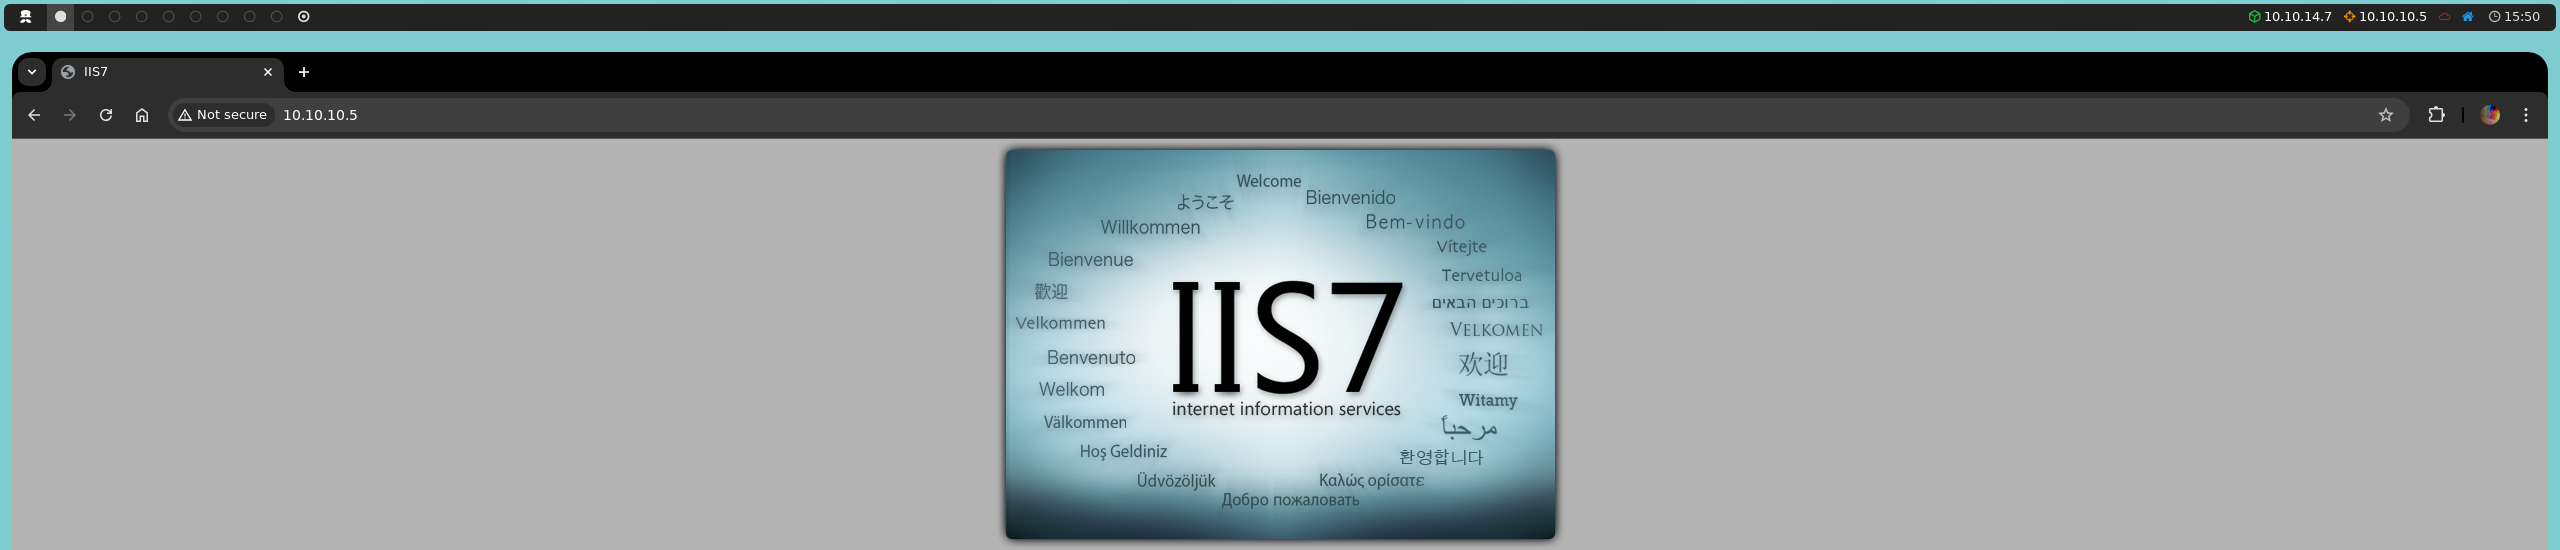 10.10.14.7 10.10.10.5 15:50
IIS7
Not secure 10.10.10.5
Welcome
ようこそ
Bienvenido
Willkommen
Bem-vindo
Vítejte
Bienvenue
Tervetuloa
歡迎
ברוכים הבאים
Velkommen
VELKOMEN
IIS7
Benvenuto
欢迎
Welkom
Witamy
internet information services
Välkommen
مرحباً
Hoş Geldiniz
환영합니다
Üdvözöljük
Καλώς ορίσατε
Добро пожаловать